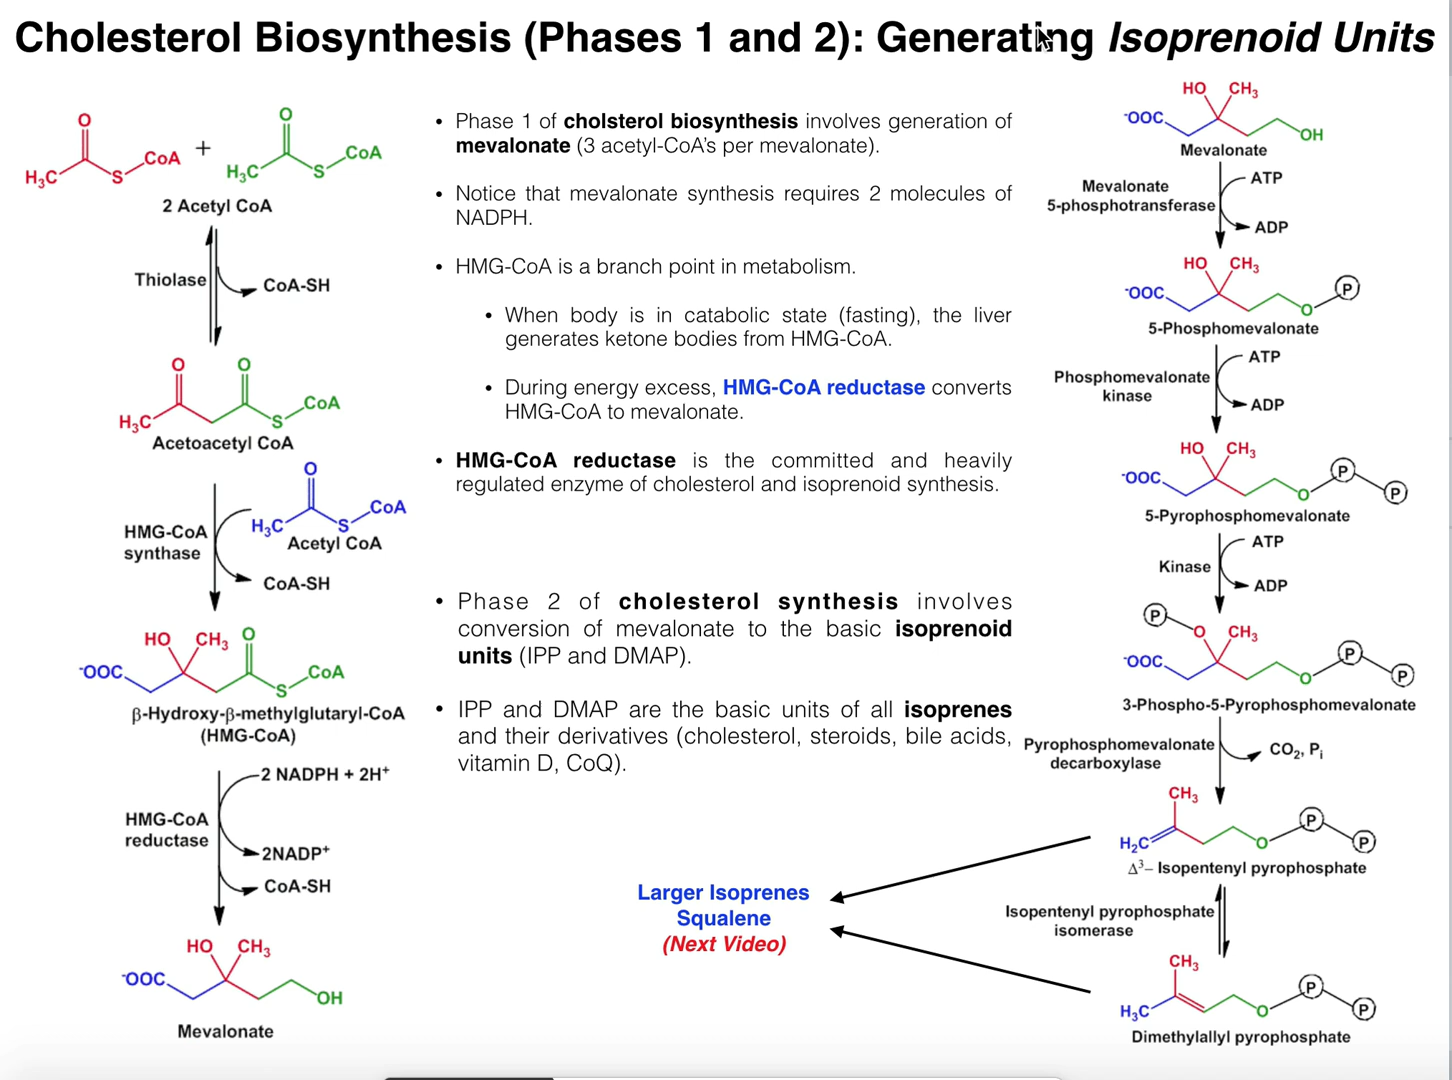 Cholesterol Biosynthesis (Phases 1 and 2): Generating Isoprenoid Units
O
H3C
S
CoA
+
O
H3C
S
CoA
2 Acetyl CoA
Thiolase
CoA-SH
O
O
H3C
S
CoA
Acetoacetyl CoA
HMG-CoA
synthase
O
H3C
S
CoA
Acetyl CoA
CoA-SH
HO
CH3
O
-OOC
S
CoA
β-Hydroxy-β-methylglutaryl-CoA
(HMG-CoA)
2 NADPH + 2H+
HMG-CoA
reductase
2NADP+
CoA-SH
HO
CH3
-OOC
OH
Mevalonate
• Phase 1 of cholsterol biosynthesis involves generation of
mevalonate (3 acetyl-CoA's per mevalonate).
• Notice that mevalonate synthesis requires 2 molecules of
NADPH.
• HMG-CoA is a branch point in metabolism.
• When body is in catabolic state (fasting), the liver
generates ketone bodies from HMG-CoA.
• During energy excess, HMG-CoA reductase converts
HMG-CoA to mevalonate.
• HMG-CoA reductase is the committed and heavily
regulated enzyme of cholesterol and isoprenoid synthesis.
• Phase 2 of cholesterol synthesis involves
conversion of mevalonate to the basic isoprenoid
units (IPP and DMAP).
• IPP and DMAP are the basic units of all isoprenes
and their derivatives (cholesterol, steroids, bile acids,
vitamin D, CoQ).
Larger Isoprenes
Squalene
(Next Video)
HO
CH3
-OOC
OH
Mevalonate
Mevalonate
5-phosphotransferase
ATP
ADP
HO
CH3
-OOC
O
P
5-Phosphomevalonate
Phosphomevalonate
kinase
ATP
ADP
HO
CH3
-OOC
O
P
P
5-Pyrophosphomevalonate
Kinase
ATP
ADP
P
O
CH3
-OOC
O
P
P
3-Phospho-5-Pyrophosphomevalonate
Pyrophosphomevalonate
decarboxylase
CO2, Pi
CH3
H2C
O
P
P
Δ3– Isopentenyl pyrophosphate
Isopentenyl pyrophosphate
isomerase
CH3
H3C
O
P
P
Dimethylallyl pyrophosphate